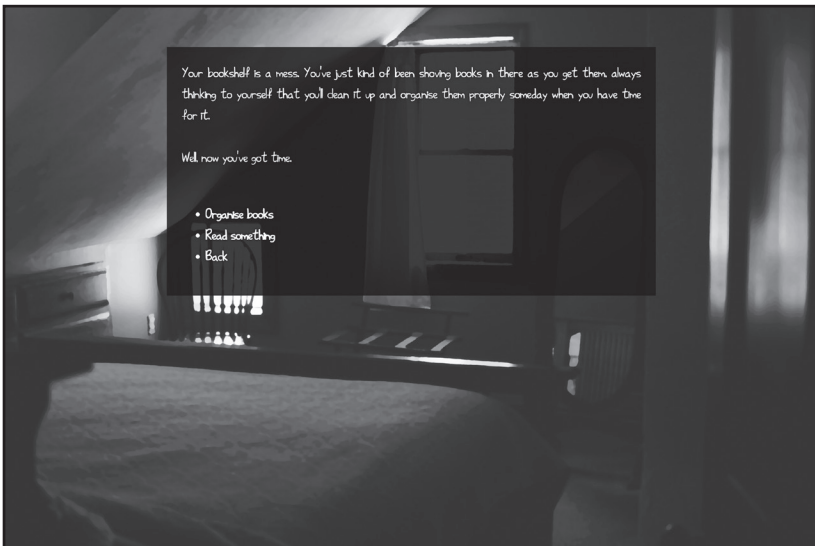 Your bookshelf is a mess. You've just kind of been shoving books in there as you get them, always
thinking to yourself that you'll clean it up and organise them properly someday when you have time
for it.
Well, now you've got time.
• Organise books
• Read something
• Back